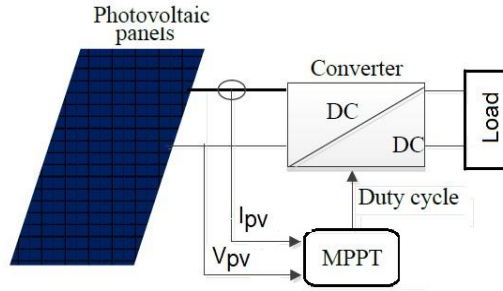 Photovoltaic
panels
Converter
DC
DC
Load
Duty cycle
Ipv
Vpv
MPPT